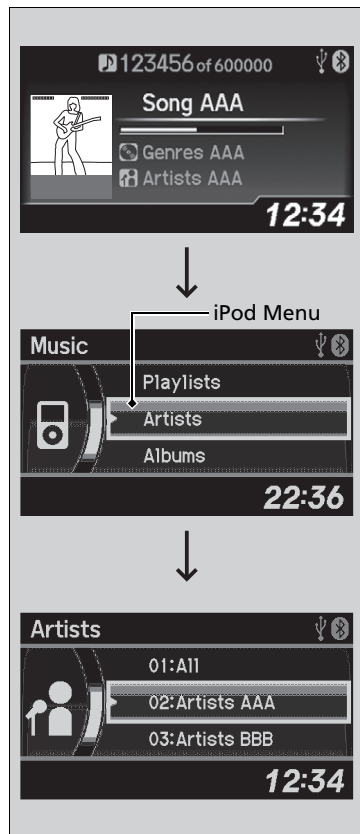 123456 of 600000
Song AAA
Genres AAA
Artists AAA
12:34
iPod Menu
Music
Playlists
Artists
Albums
22:36
Artists
01:All
02:Artists AAA
03:Artists BBB
12:34